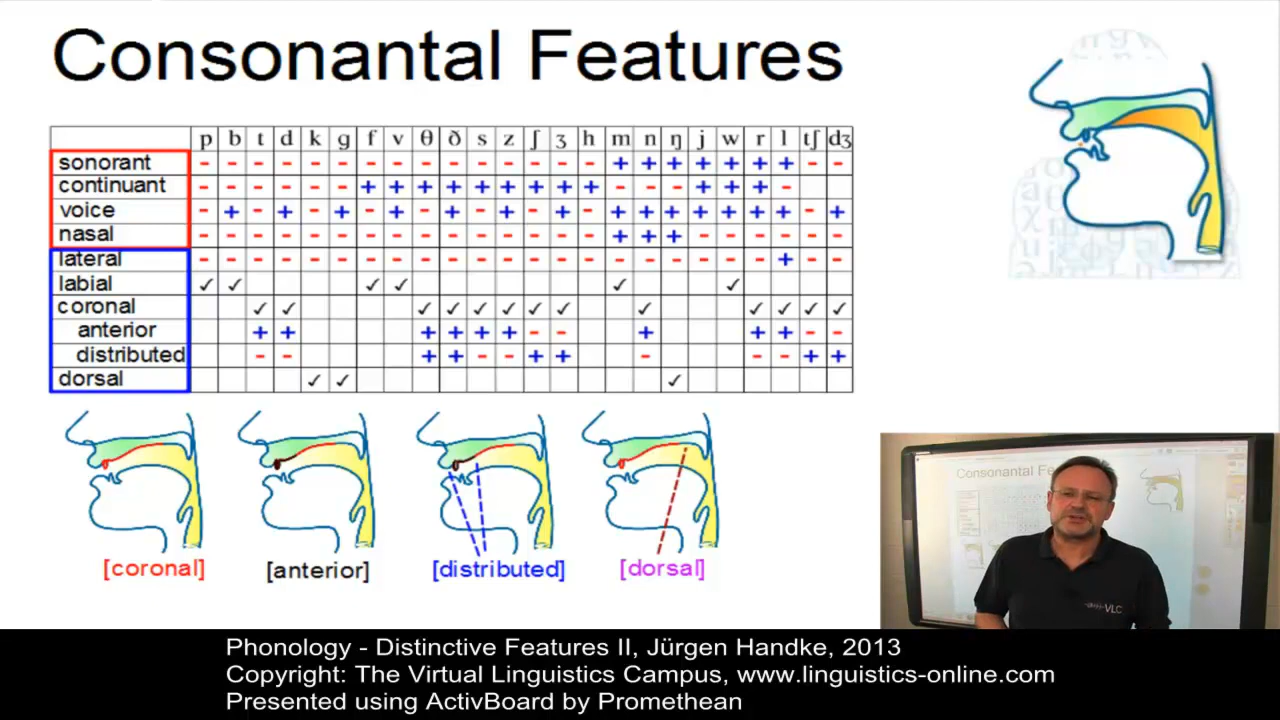 Consonantal Features
p b t d k g f v θ ð s z ʃ ʒ h m n ŋ j w r l tʃ dʒ
sonorant - - - - - - - - - - - - - - - + + + + + + + - -
continuant - - - - - - + + + + + + + + + - - - + + + -
voice - + - + - + - + - + - + - + - + + + + + + + - +
nasal - - - - - - - - - - - - - - - + + + - - - - - -
lateral - - - - - - - - - - - - - - - - - - - - - + - -
labial ✓ ✓ ✓ ✓ ✓ ✓
coronal ✓ ✓ ✓ ✓ ✓ ✓ ✓ ✓ ✓ ✓ ✓ ✓ ✓
anterior + + + + + + - - + + + - -
distributed - - + + - - + + - - - + +
dorsal ✓ ✓ ✓
[coronal] [anterior] [distributed] [dorsal]
Consonantal Fe
VLC
Phonology - Distinctive Features II, Jürgen Handke, 2013
Copyright: The Virtual Linguistics Campus, www.linguistics-online.com
Presented using ActivBoard by Promethean